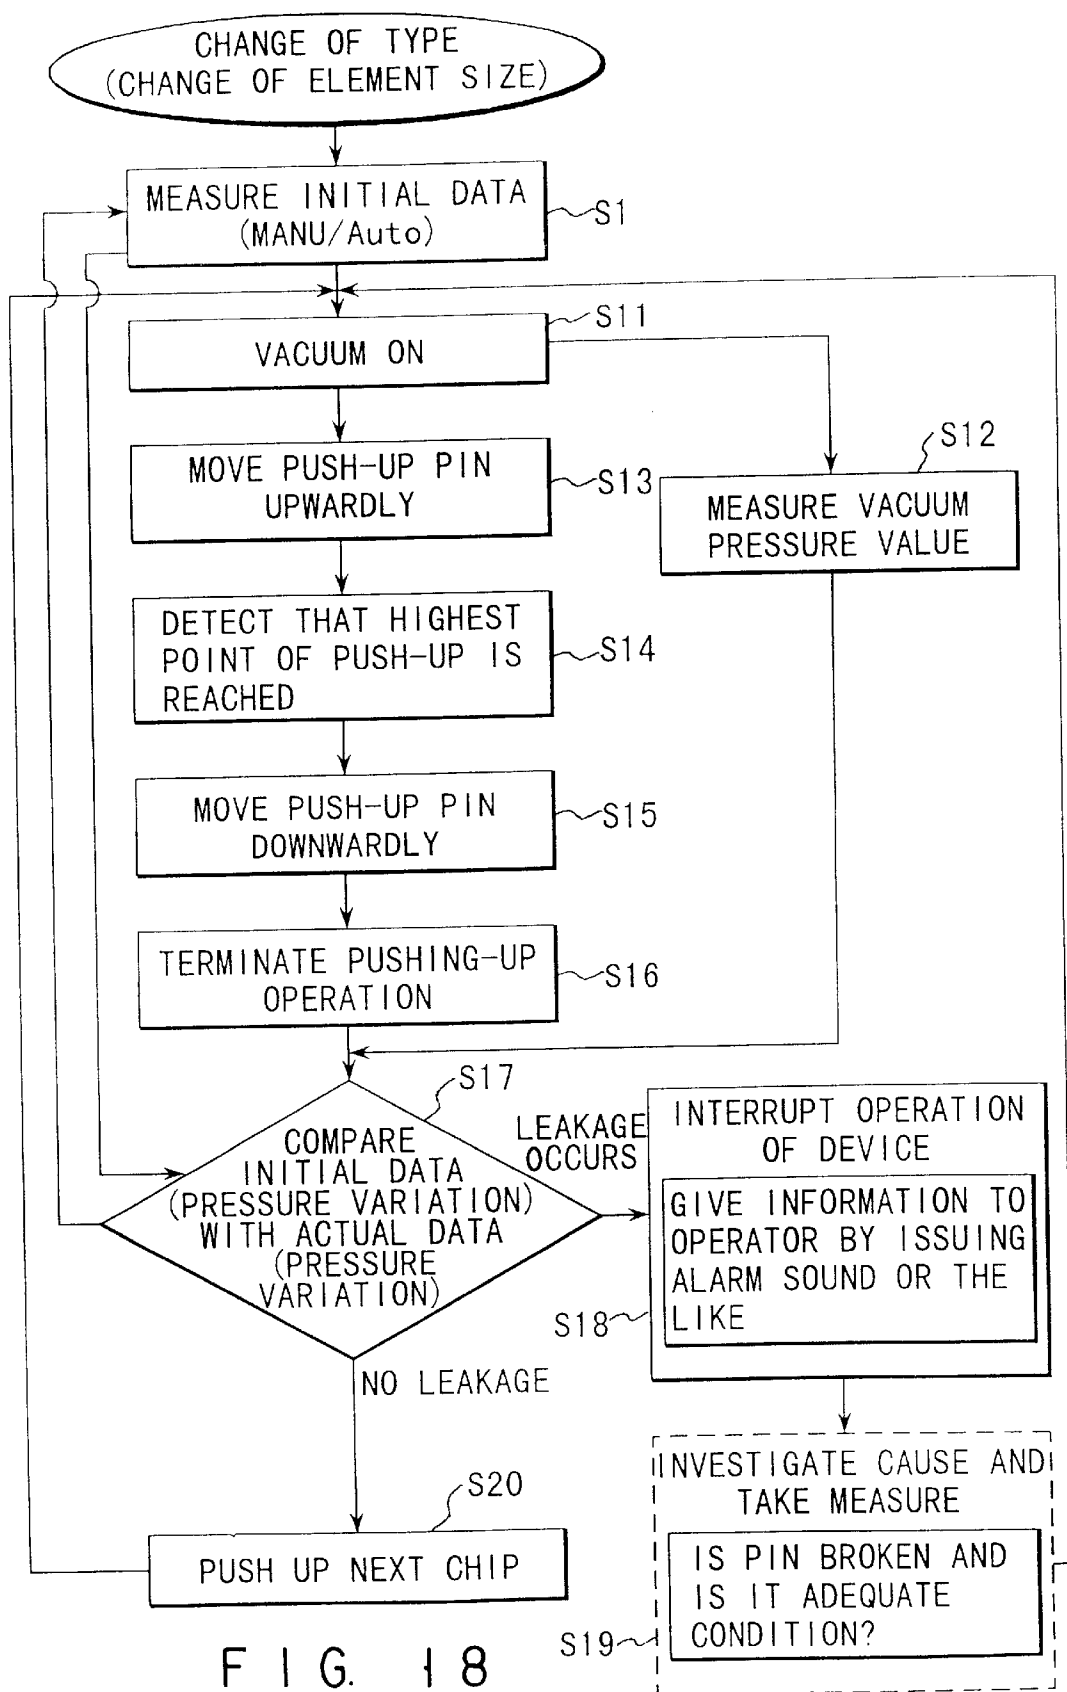 CHANGE OF TYPE
(CHANGE OF ELEMENT SIZE)
MEASURE INITIAL DATA
(MANU/Auto)
S1
S11
VACUUM ON
S12
MOVE PUSH-UP PIN
UPWARDLY
S13
MEASURE VACUUM
PRESSURE VALUE
DETECT THAT HIGHEST
POINT OF PUSH-UP IS
REACHED
S14
MOVE PUSH-UP PIN
DOWNWARDLY
S15
TERMINATE PUSHING-UP
OPERATION
S16
S17
COMPARE
INITIAL DATA
(PRESSURE VARIATION)
WITH ACTUAL DATA
(PRESSURE
VARIATION)
LEAKAGE
OCCURS
INTERRUPT OPERATION
OF DEVICE
GIVE INFORMATION TO
OPERATOR BY ISSUING
ALARM SOUND OR THE
LIKE
S18
NO LEAKAGE
INVESTIGATE CAUSE AND
TAKE MEASURE
IS PIN BROKEN AND
IS IT ADEQUATE
CONDITION?
S19
S20
PUSH UP NEXT CHIP
FIG. 18